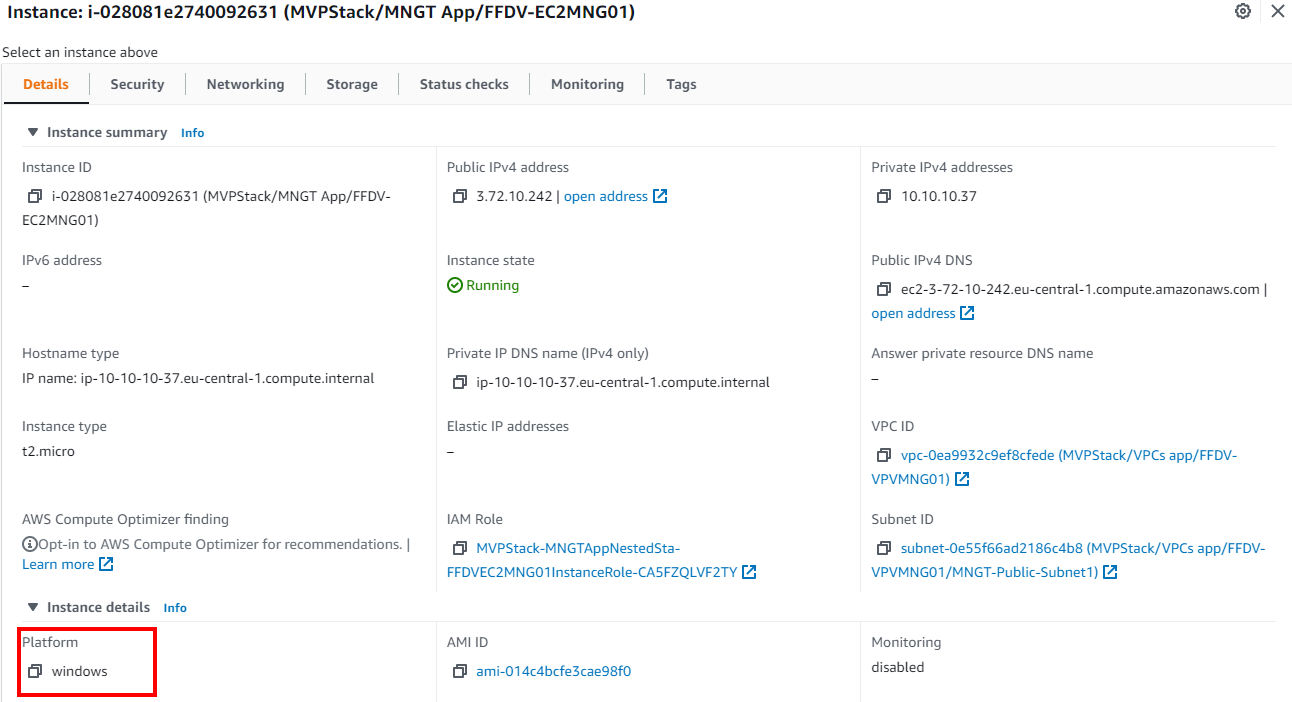 Instance: i-028081e2740092631 (MVPStack/MNGT App/FFDV-EC2MNG01)
Select an instance above
Details
Security
Networking
Storage
Status checks
Monitoring
Tags
Instance summary Info
Instance ID
i-028081e2740092631 (MVPStack/MNGT App/FFDV-
EC2MNG01)
Public IPv4 address
3.72.10.242 | open address
Private IPv4 addresses
10.10.10.37
IPv6 address
–
Instance state
Running
Public IPv4 DNS
ec2-3-72-10-242.eu-central-1.compute.amazonaws.com |
open address
Hostname type
IP name: ip-10-10-10-37.eu-central-1.compute.internal
Private IP DNS name (IPv4 only)
ip-10-10-10-37.eu-central-1.compute.internal
Answer private resource DNS name
–
Instance type
t2.micro
Elastic IP addresses
–
VPC ID
vpc-0ea9932c9ef8cfede (MVPStack/VPCs app/FFDV-
VPVMNG01)
AWS Compute Optimizer finding
Opt-in to AWS Compute Optimizer for recommendations. |
Learn more
IAM Role
MVPStack-MNGTAppNestedSta-
FFDVEC2MNG01InstanceRole-CA5FZQLVF2TY
Subnet ID
subnet-0e55f66ad2186c4b8 (MVPStack/VPCs app/FFDV-
VPVMNG01/MNGT-Public-Subnet1)
Instance details Info
Platform
windows
AMI ID
ami-014c4bcfe3cae98f0
Monitoring
disabled